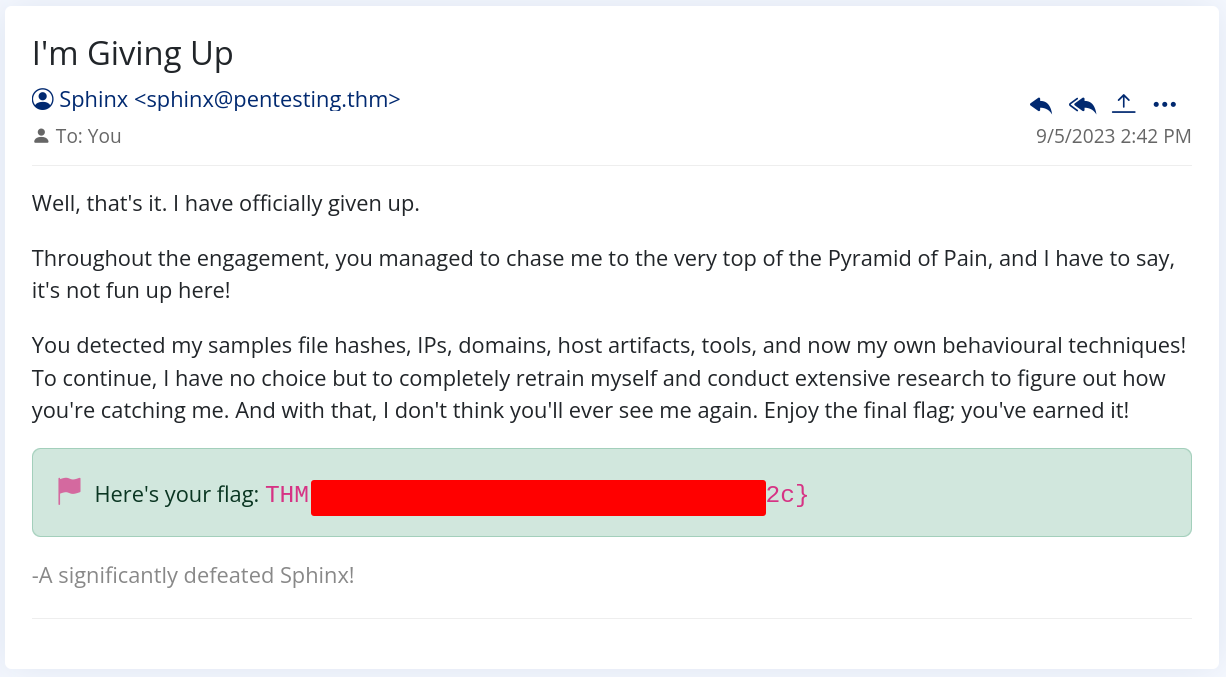 I'm Giving Up
Sphinx <sphinx@pentesting.thm>
To: You
9/5/2023 2:42 PM
Well, that's it. I have officially given up.
Throughout the engagement, you managed to chase me to the very top of the Pyramid of Pain, and I have to say,
it's not fun up here!
You detected my samples file hashes, IPs, domains, host artifacts, tools, and now my own behavioural techniques!
To continue, I have no choice but to completely retrain myself and conduct extensive research to figure out how
you're catching me. And with that, I don't think you'll ever see me again. Enjoy the final flag; you've earned it!
Here's your flag: THM 2c}
-A significantly defeated Sphinx!